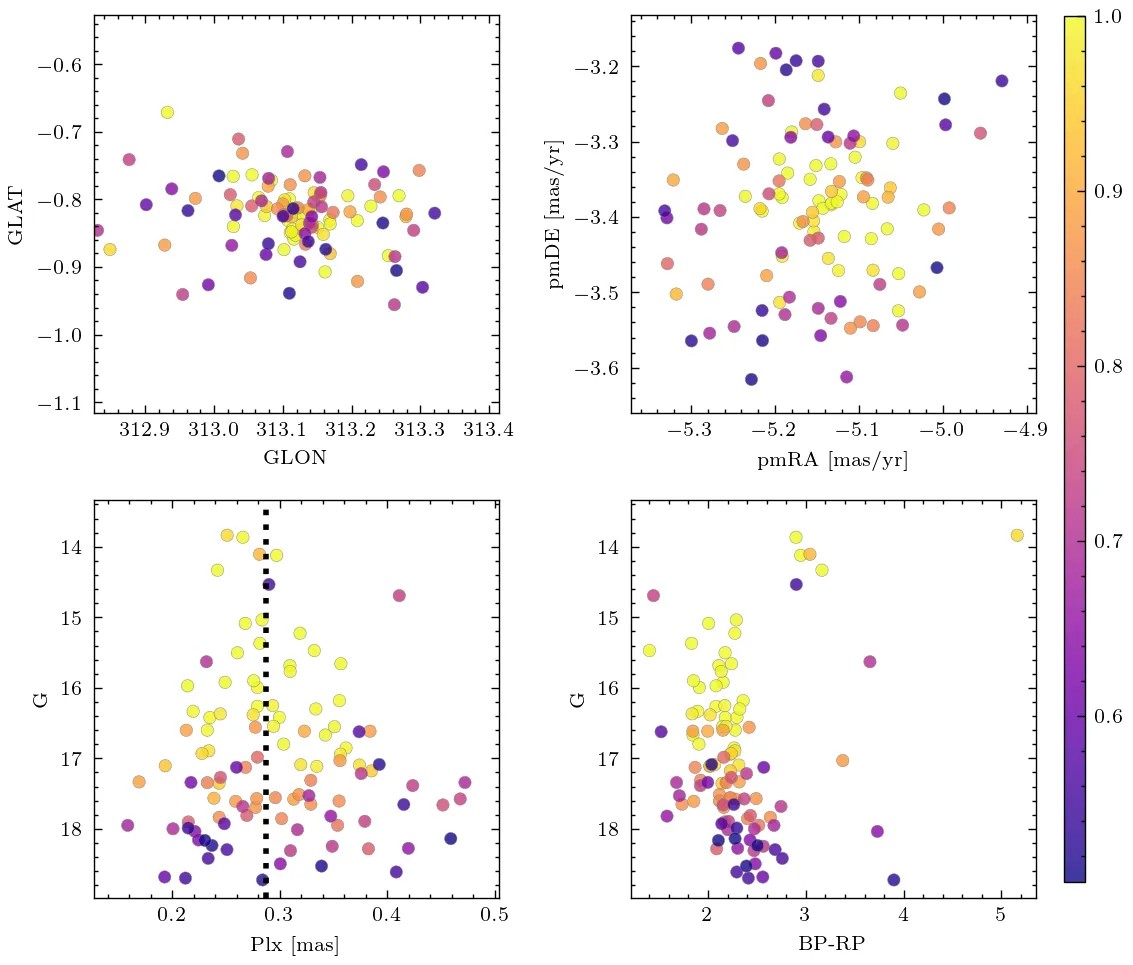 −0.6
−0.7
−0.8
−0.9
−1.0
−1.1
GLAT
312.9 313.0 313.1 313.2 313.3 313.4
GLON
−3.2
−3.3
−3.4
−3.5
−3.6
pmDE [mas/yr]
−5.3 −5.2 −5.1 −5.0 −4.9
pmRA [mas/yr]
1.0
0.9
0.8
0.7
0.6
14
15
16
17
18
G
0.2 0.3 0.4 0.5
Plx [mas]
14
15
16
17
18
G
2 3 4 5
BP-RP